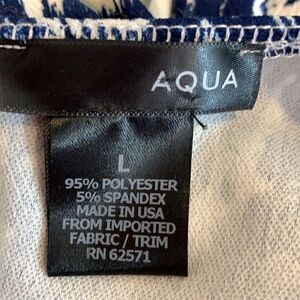 AQUA
L
95% POLYESTER
5% SPANDEX
MADE IN USA
FROM IMPORTED
FABRIC / TRIM
RN 62571